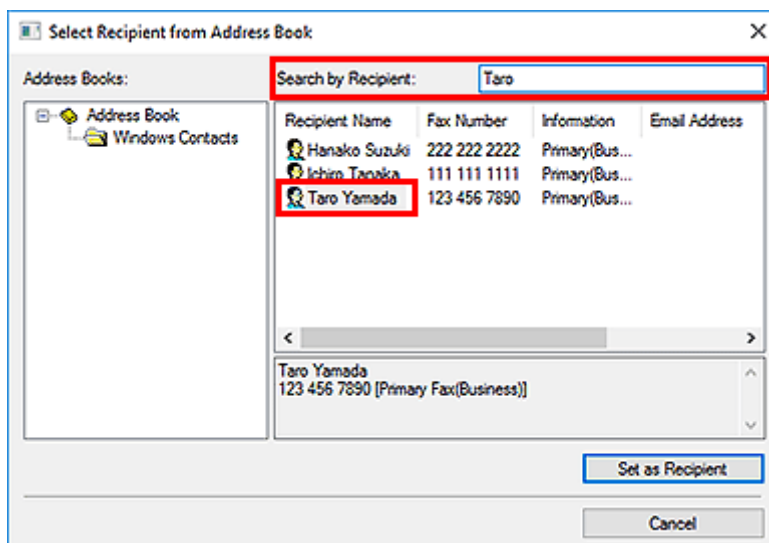 Select Recipient from Address Book
Address Books:
Search by Recipient: Taro
Address Book
Windows Contacts
Recipient Name Fax Number Information Email Address
Hanako Suzuki 222 222 2222 Primary(Bus...
Ichiro Tanaka 111 111 1111 Primary(Bus...
Taro Yamada 123 456 7890 Primary(Bus...
Taro Yamada
123 456 7890 [Primary Fax(Business)]
Set as Recipient
Cancel